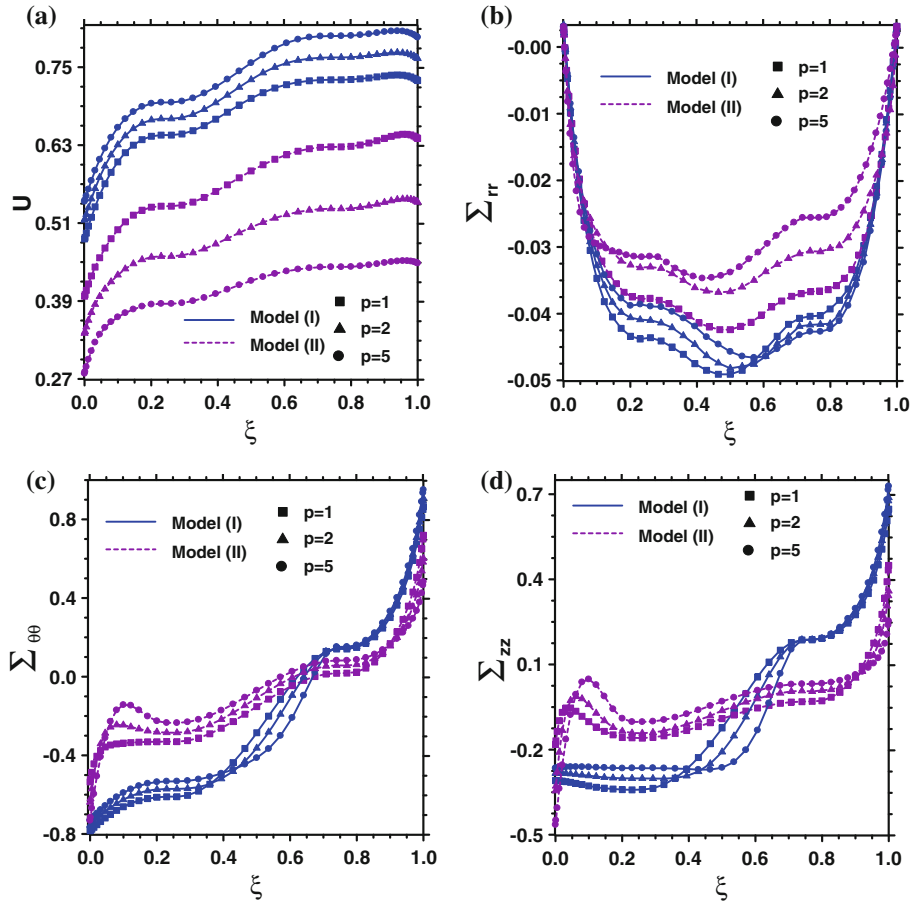 (a)
U
0.75
0.63
0.51
0.39
0.27
0.0 0.2 0.4 0.6 0.8 1.0
ξ
Model (I)
Model (II)
p=1
p=2
p=5
(b)
Σrr
-0.00
-0.01
-0.02
-0.03
-0.04
-0.05
0.0 0.2 0.4 0.6 0.8 1.0
ξ
Model (I)
Model (II)
p=1
p=2
p=5
(c)
Σθθ
0.8
0.4
0.0
-0.4
-0.8
0.0 0.2 0.4 0.6 0.8 1.0
ξ
Model (I)
Model (II)
p=1
p=2
p=5
(d)
Σzz
0.7
0.4
0.1
-0.2
-0.5
0.0 0.2 0.4 0.6 0.8 1.0
ξ
Model (I)
Model (II)
p=1
p=2
p=5